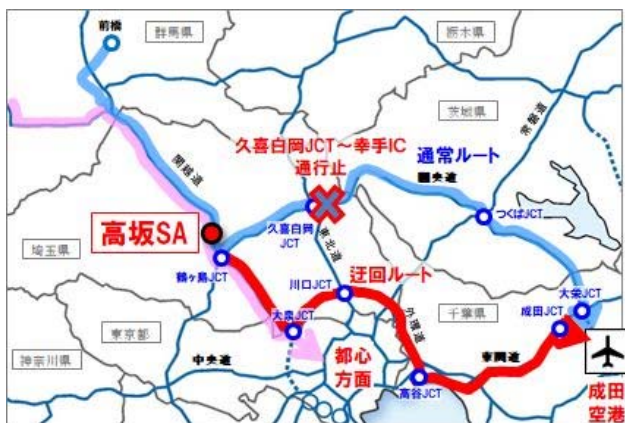 前橋
群馬県
栃木県
茨城県
常磐道
関越道
久喜白岡JCT～幸手IC
通行止
通常ルート
圏央道
つくばJCT
高坂SA
久喜白岡
JCT
東北道
埼玉県
鶴ヶ島JCT
川口JCT
迂回ルート
大栄JCT
成田JCT
千葉県
大泉JCT
外環道
東京都
神奈川県
中央道
都心
方面
高谷JCT
東関道
成田
空港